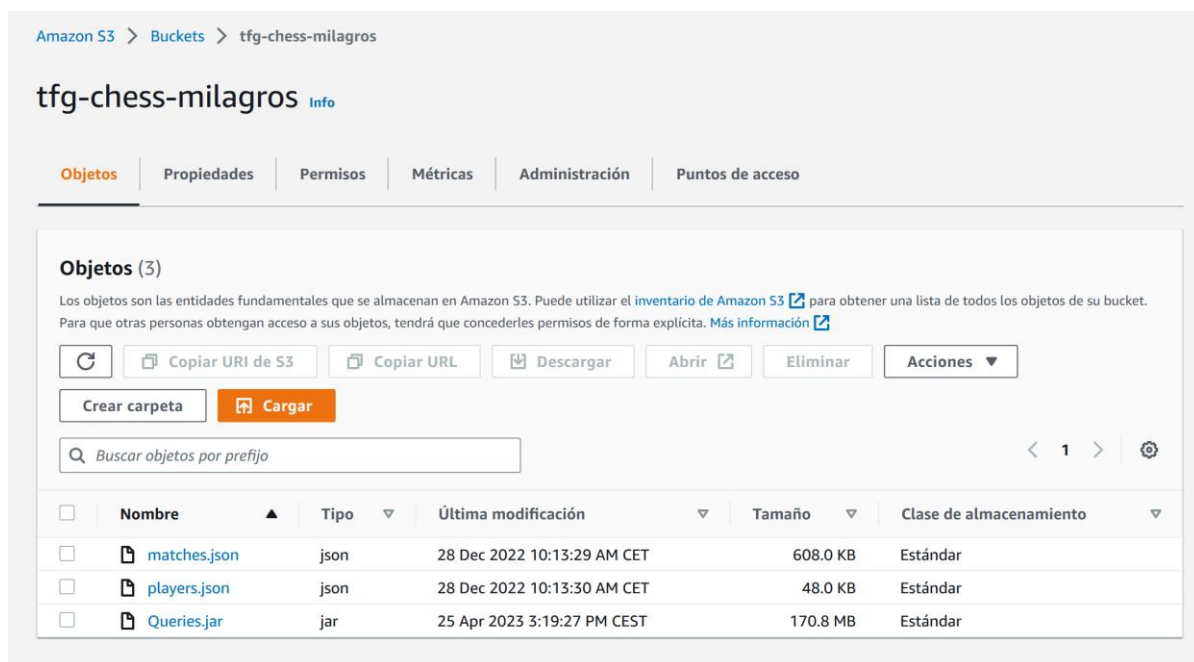 Amazon S3 > Buckets > tfg-chess-milagros
tfg-chess-milagros Info
Objetos Propiedades Permisos Métricas Administración Puntos de acceso
Objetos (3)
Los objetos son las entidades fundamentales que se almacenan en Amazon S3. Puede utilizar el inventario de Amazon S3 para obtener una lista de todos los objetos de su bucket.
Para que otras personas obtengan acceso a sus objetos, tendrá que concederles permisos de forma explícita. Más información
Copiar URI de S3 Copiar URL Descargar Abrir Eliminar Acciones
Crear carpeta Cargar
Buscar objetos por prefijo < 1 >
Nombre Tipo Última modificación Tamaño Clase de almacenamiento
matches.json json 28 Dec 2022 10:13:29 AM CET 608.0 KB Estándar
players.json json 28 Dec 2022 10:13:30 AM CET 48.0 KB Estándar
Queries.jar jar 25 Apr 2023 3:19:27 PM CEST 170.8 MB Estándar